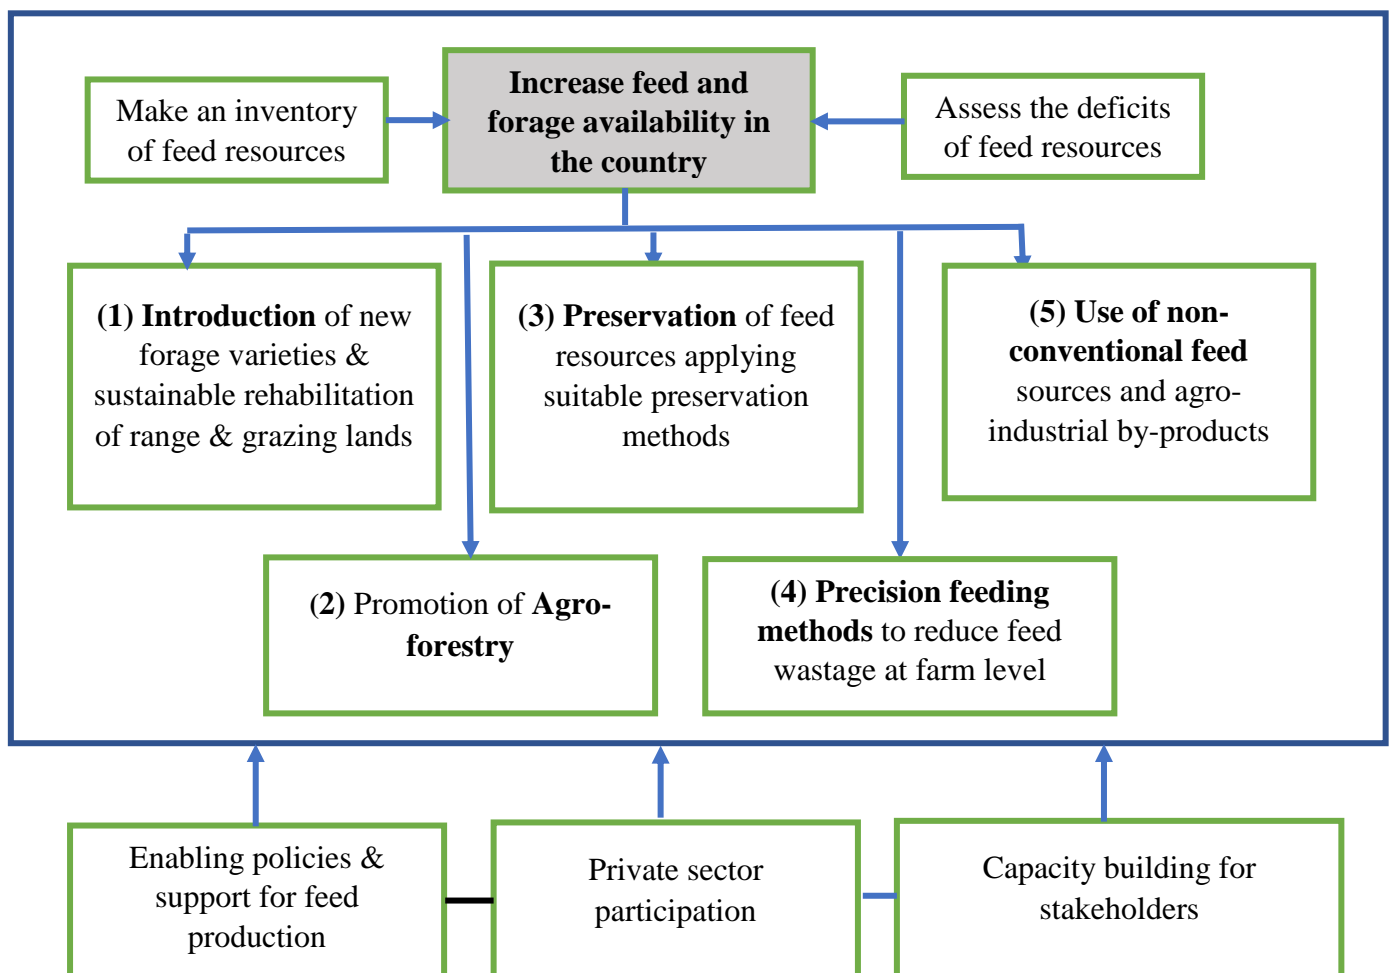 Make an inventory
of feed resources
Increase feed and
forage availability in
the country
Assess the deficits
of feed resources
(1) Introduction of new
forage varieties &
sustainable rehabilitation
of range & grazing lands
(3) Preservation of feed
resources applying
suitable preservation
methods
(5) Use of non-
conventional feed
sources and agro-
industrial by-products
(2) Promotion of Agro-
forestry
(4) Precision feeding
methods to reduce feed
wastage at farm level
Enabling policies &
support for feed
production
Private sector
participation
Capacity building for
stakeholders